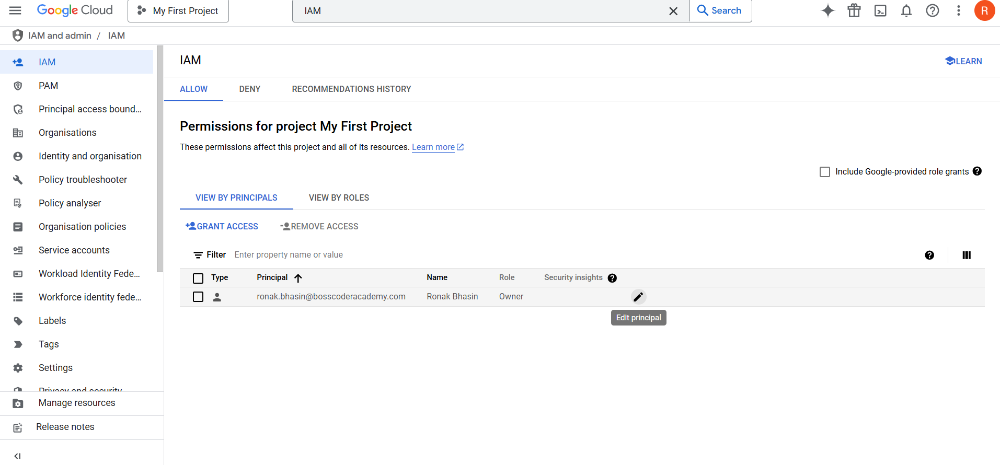 Google Cloud
My First Project
IAM
Search
R
IAM and admin / IAM
IAM
PAM
Principal access bound...
Organisations
Identity and organisation
Policy troubleshooter
Policy analyser
Organisation policies
Service accounts
Workload Identity Fede...
Workforce identity fede...
Labels
Tags
Settings
Privacy and security
Manage resources
Release notes
IAM
LEARN
ALLOW DENY RECOMMENDATIONS HISTORY
Permissions for project My First Project
These permissions affect this project and all of its resources. Learn more
Include Google-provided role grants
VIEW BY PRINCIPALS VIEW BY ROLES
GRANT ACCESS REMOVE ACCESS
Filter Enter property name or value
Type Principal Name Role Security insights
ronak.bhasin@bosscoderacademy.com Ronak Bhasin Owner
Edit principal